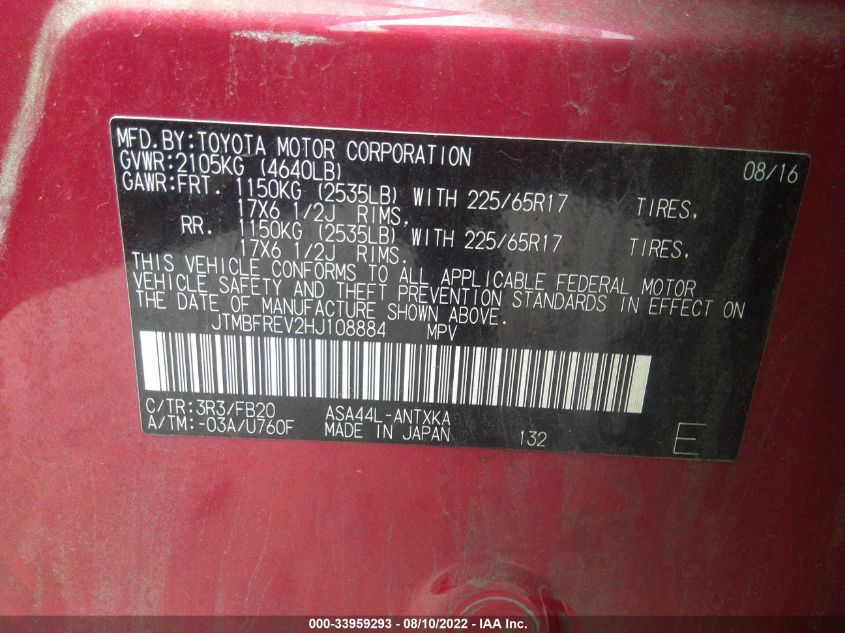 MFD.BY:TOYOTA MOTOR CORPORATION 08/16
GVWR:2105KG (4640LB)
GAWR:FRT. 1150KG (2535LB) WITH 225/65R17 TIRES,
17X6 1/2J RIMS.
RR. 1150KG (2535LB) WITH 225/65R17 TIRES,
17X6 1/2J RIMS.
THIS VEHICLE CONFORMS TO ALL APPLICABLE FEDERAL MOTOR
VEHICLE SAFETY AND THEFT PREVENTION STANDARDS IN EFFECT ON
THE DATE OF MANUFACTURE SHOWN ABOVE.
JTMBFREV2HJ108884 MPV
C/TR:3R3/FB20 ASA44L-ANTXKA
A/TM:-03A/U760F MADE IN JAPAN 132 E
000-33959293 - 08/10/2022 - IAA Inc.